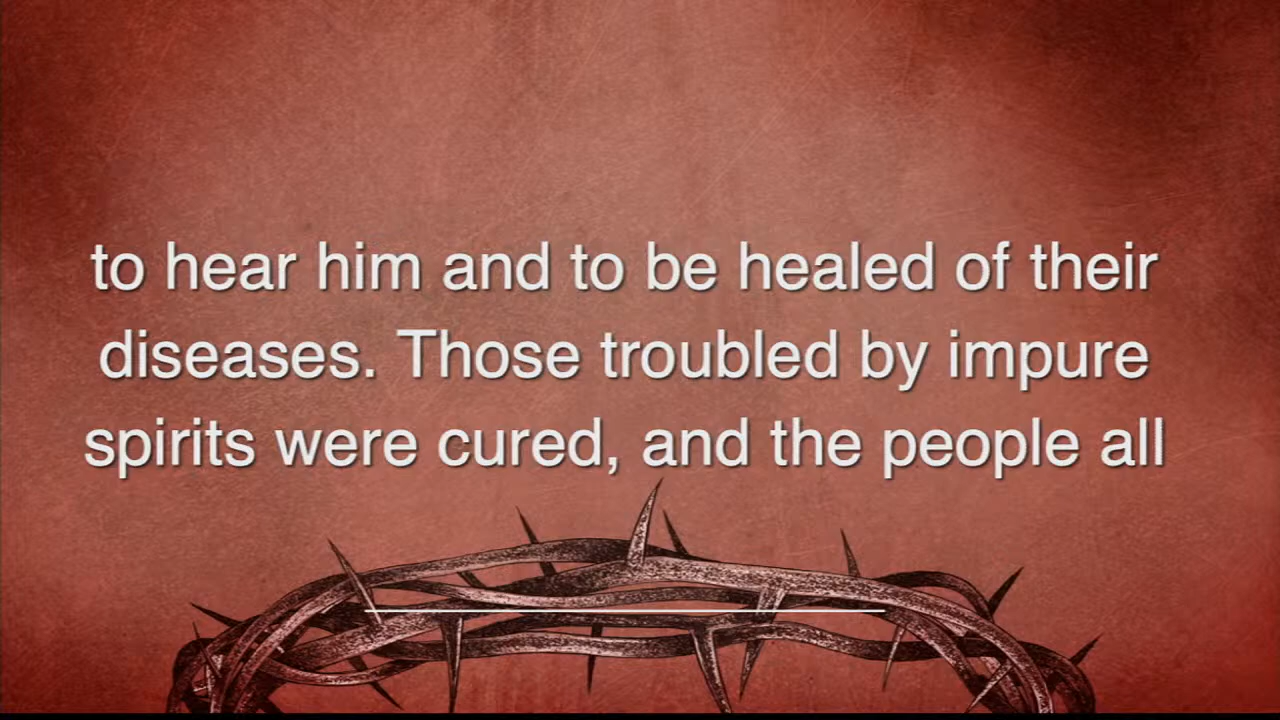 to hear him and to be healed of their
diseases. Those troubled by impure
spirits were cured, and the people all